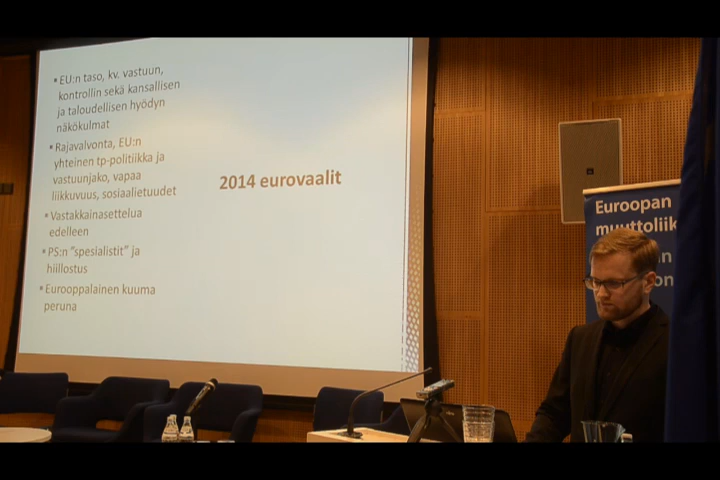 ▪ EU:n taso, kv. vastuun,
kontrollin sekä kansallisen
ja taloudellisen hyödyn
näkökulmat
▪ Rajavalvonta, EU:n
yhteinen tp-politiikka ja
vastuunjako, vapaa
liikkuvuus, sosiaalietuudet
▪ Vastakkainasettelua
edelleen
▪ PS:n "spesialistit" ja
hiillostus
▪ Eurooppalainen kuuma
peruna
2014 eurovaalit
Euroopan
muuttoliik